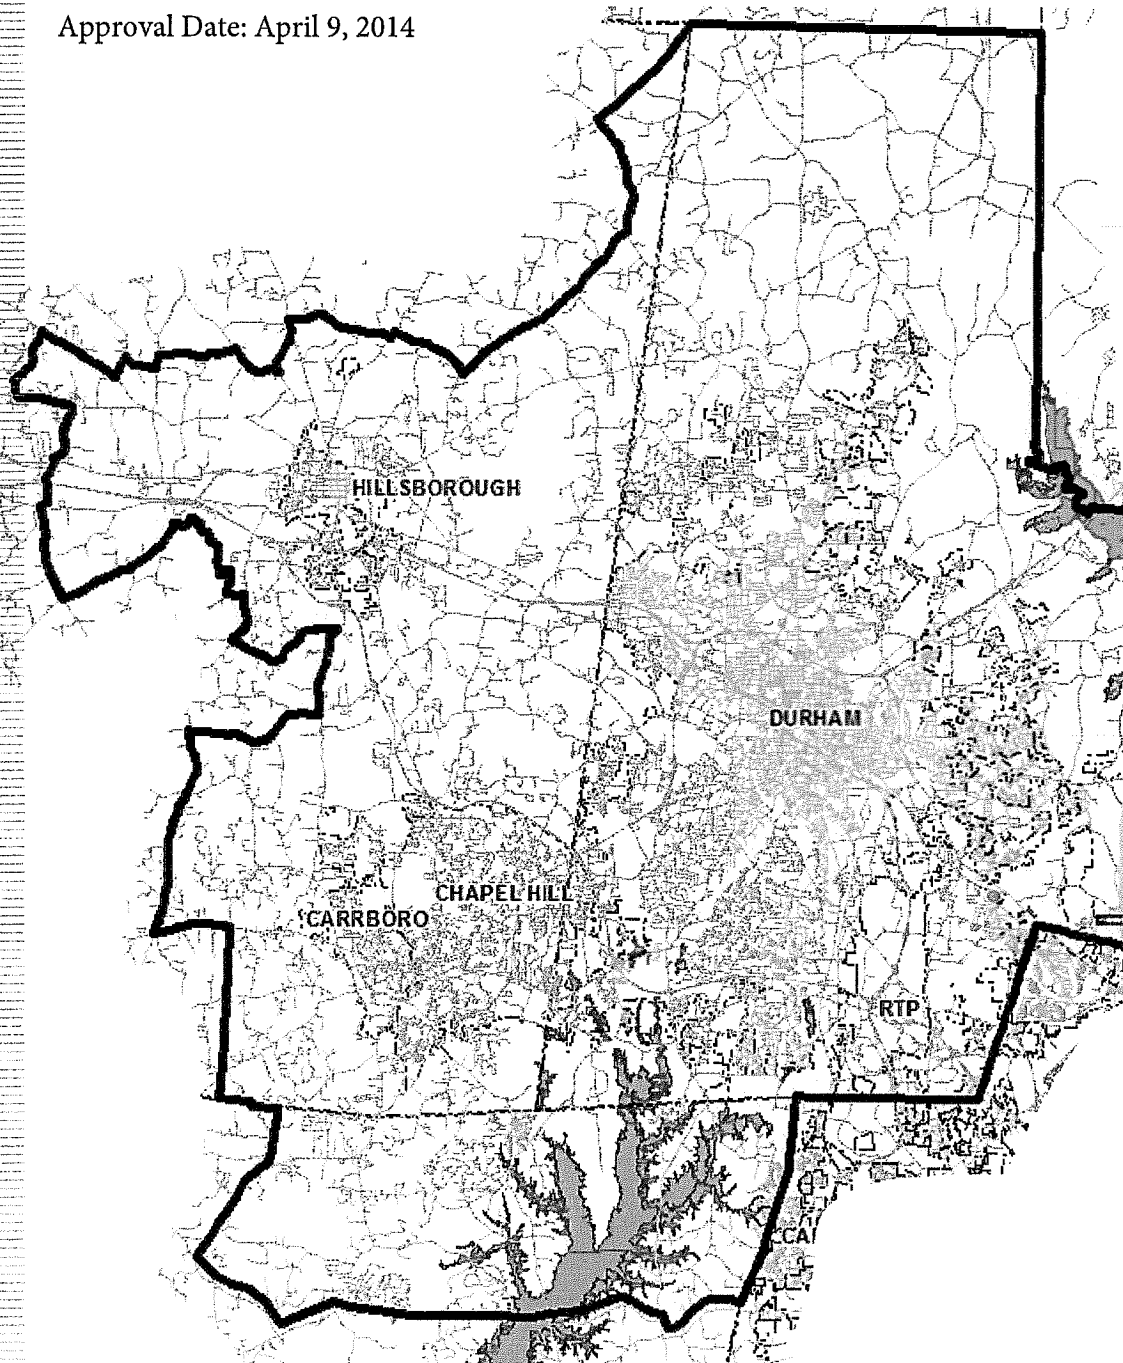 Approval Date: April 9, 2014
HILLSBOROUGH
DURHAM
CHAPEL HILL
CARRBORO
RTP